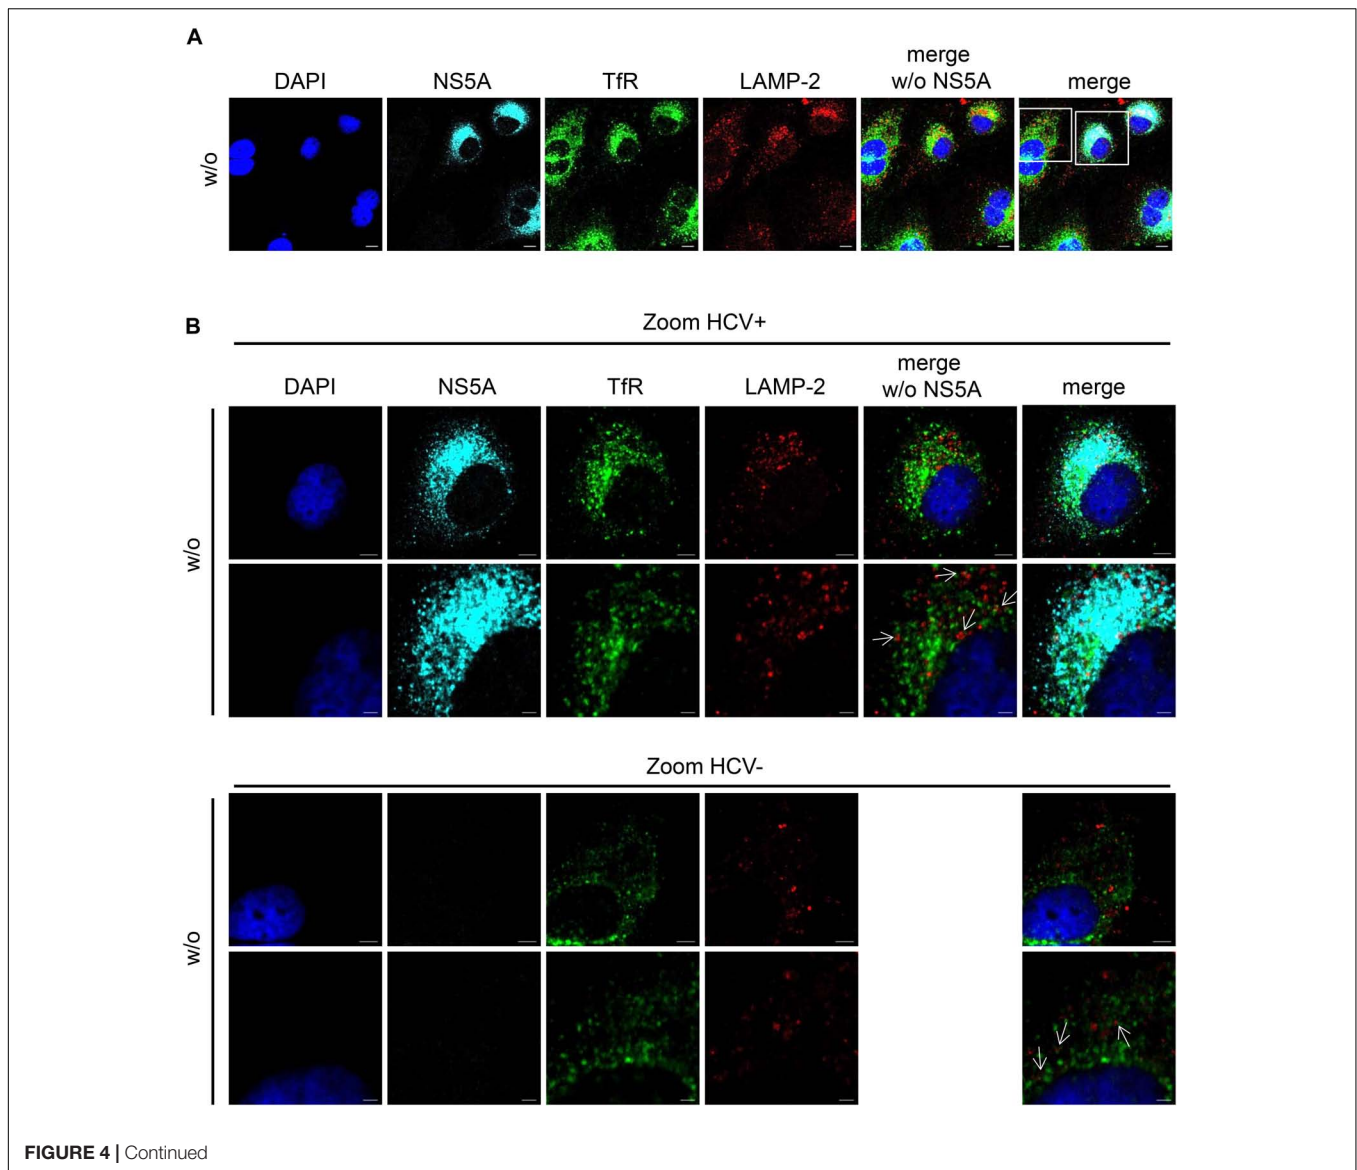 A
DAPI NS5A TfR LAMP-2 merge w/o NS5A merge
w/o
B
Zoom HCV+
DAPI NS5A TfR LAMP-2 merge w/o NS5A merge
w/o
Zoom HCV-
w/o
FIGURE 4 | Continued